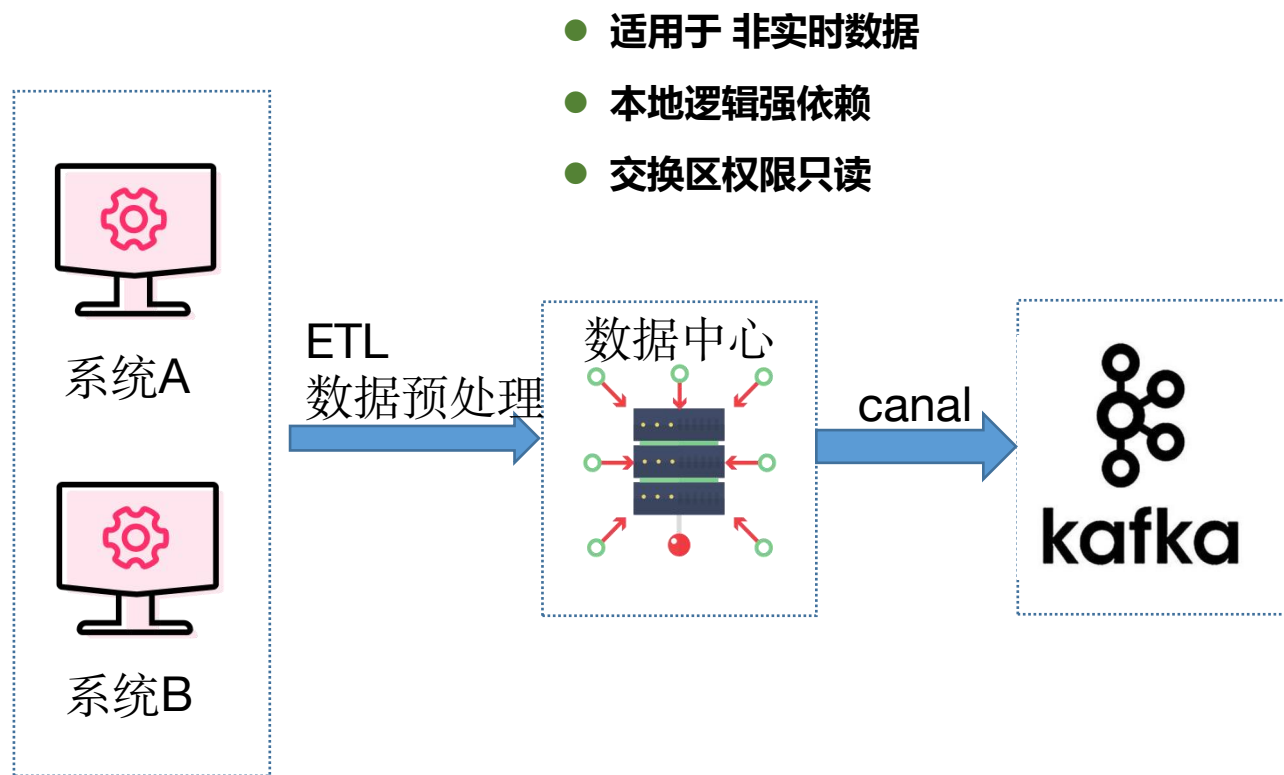 适用于 非实时数据
本地逻辑强依赖
交换区权限只读
系统A
系统B
ETL
数据预处理
数据中心
canal
kafka